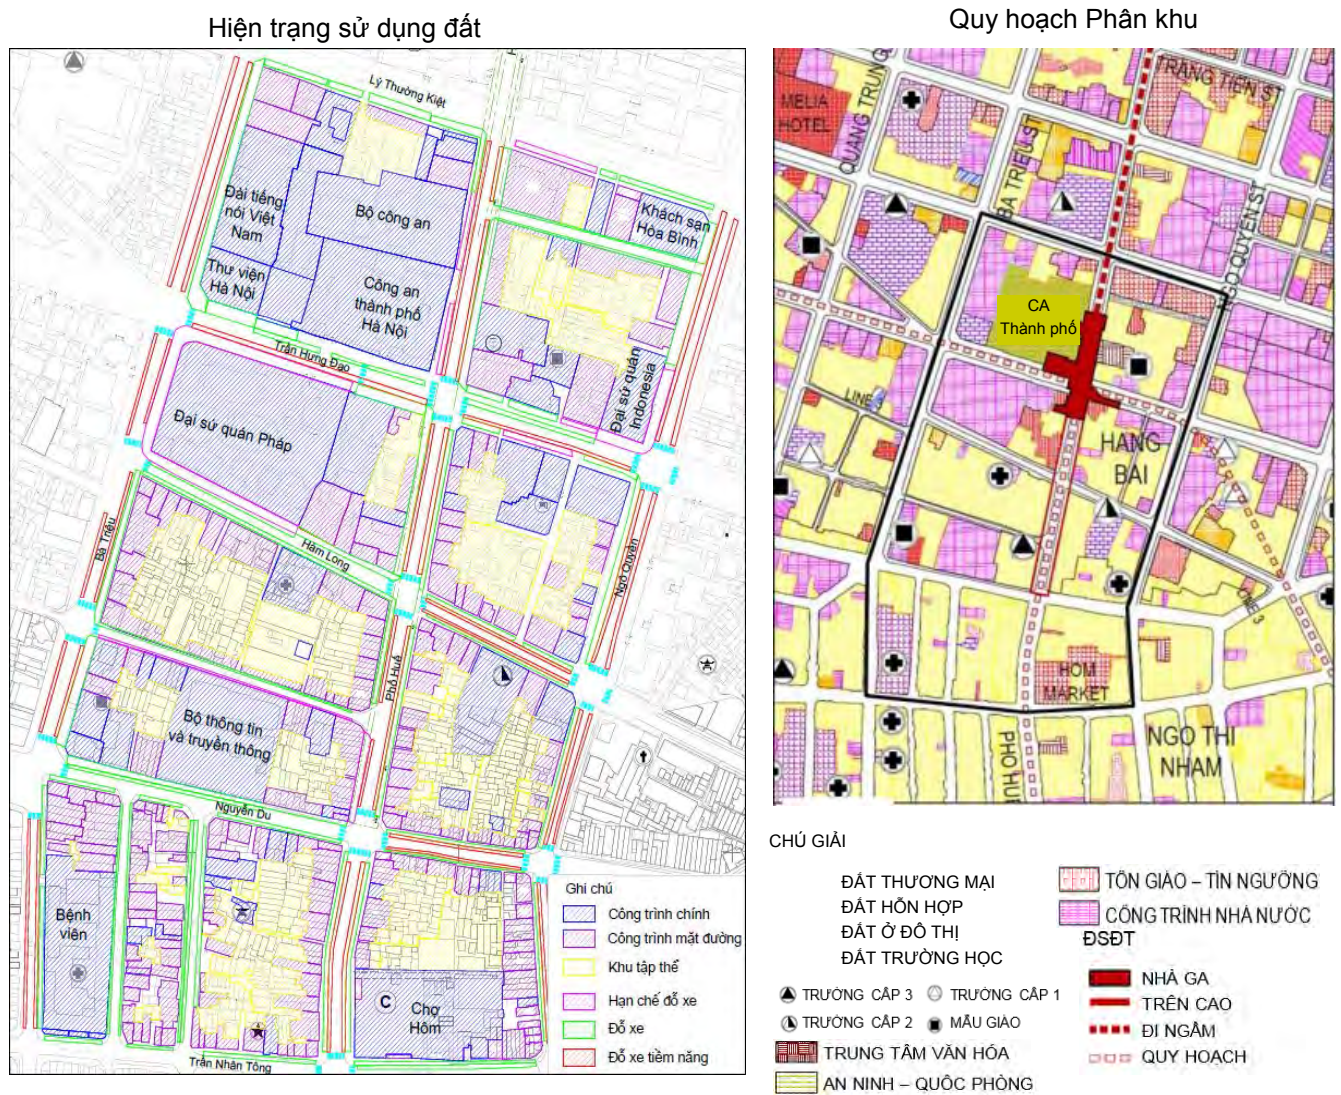 Hiện trạng sử dụng đất
Lý Thường Kiệt
Đài tiếng
nói Việt
Nam
Bộ công an
Khách sạn
Hòa Bình
Thư viện
Hà Nội
Công an
thành phố
Hà Nội
Trần Hưng Đạo
Đại sứ quán
Indonesia
Đại sứ quán Pháp
Bà Triệu
Hàm Long
Ngô Quyền
Phố Huế
Bộ thông tin
và truyền thông
Nguyễn Du
Bệnh
viện
C
Chợ
Hôm
Trần Nhân Tông
Ghi chú
Công trình chính
Công trình mặt đường
Khu tập thể
Hạn chế đỗ xe
Đỗ xe
Đỗ xe tiềm năng
Quy hoạch Phân khu
MELIA
HOTEL
QUANG TRUNG
BA TRIEU ST
TRANG TIEN ST
NGO QUYEN ST
CA
Thành phố
LINE 3
HANG
BAI
LINE 3
HOM
MARKET
PHO HUE
NGO THI
NHAM
CHÚ GIẢI
ĐẤT THƯƠNG MẠI
ĐẤT HỖN HỢP
ĐẤT Ở ĐÔ THỊ
ĐẤT TRƯỜNG HỌC
TRƯỜNG CẤP 3
TRƯỜNG CẤP 1
TRƯỜNG CẤP 2
MẪU GIÁO
TRUNG TÂM VĂN HÓA
AN NINH – QUỐC PHÒNG
TÔN GIÁO – TÍN NGƯỠNG
CÔNG TRÌNH NHÀ NƯỚC
ĐSĐT
NHÀ GA
TRÊN CAO
ĐI NGẦM
QUY HOẠCH